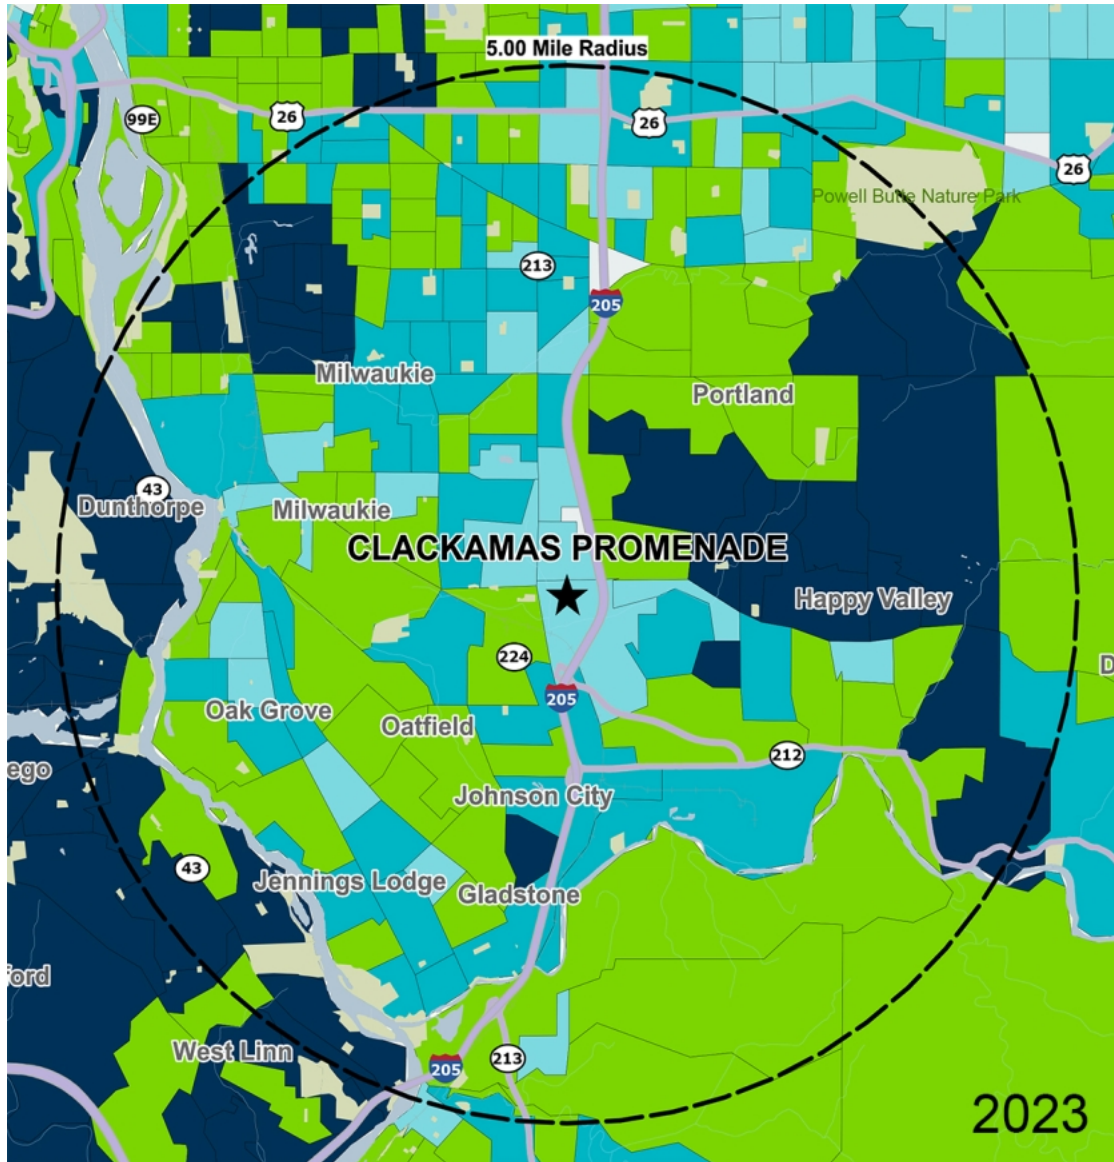 5.00 Mile Radius
99E
26
26
26
Powell Butte Nature Park
213
205
Milwaukie
Portland
43
Dunthorpe
Milwaukie
CLACKAMAS PROMENADE
Happy Valley
224
D
205
Oak Grove
Oatfield
212
ego
Johnson City
43
Jennings Lodge
Gladstone
ford
West Linn
205
213
2023